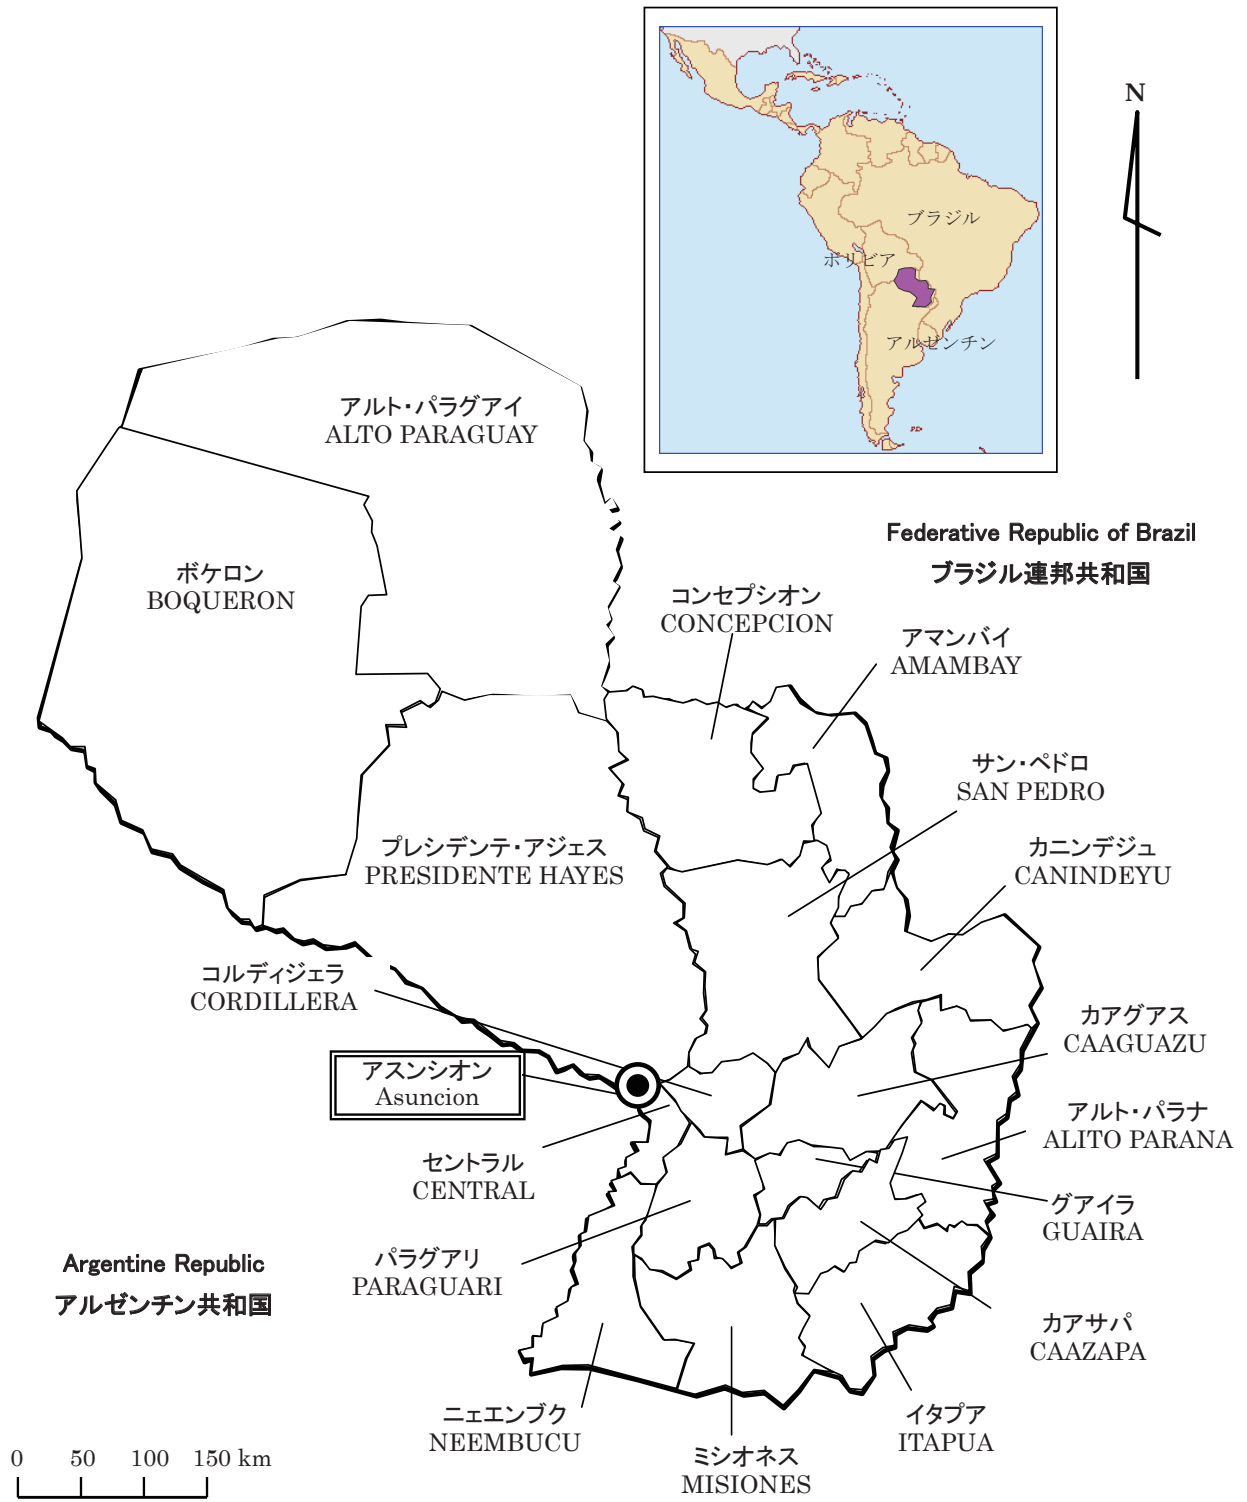 N
ブラジル
ボリビア
アルゼンチン
アルト・パラグアイ
ALTO PARAGUAY
Federative Republic of Brazil
ブラジル連邦共和国
ボケロン
BOQUERON
コンセプシオン
CONCEPCION
アマンバイ
AMAMBAY
サン・ペドロ
SAN PEDRO
プレシデンテ・アジェス
PRESIDENTE HAYES
カニンデジュ
CANINDEYU
コルディジェラ
CORDILLERA
カアグアス
CAAGUAZU
アスンシオン
Asuncion
アルト・パラナ
ALITO PARANA
セントラル
CENTRAL
グアイラ
GUAIRA
パラグアリ
PARAGUARI
Argentine Republic
アルゼンチン共和国
カアサパ
CAAZAPA
ニェエンブク
NEEMBUCU
イタプア
ITAPUA
ミシオネス
MISIONES
0 50 100 150 km